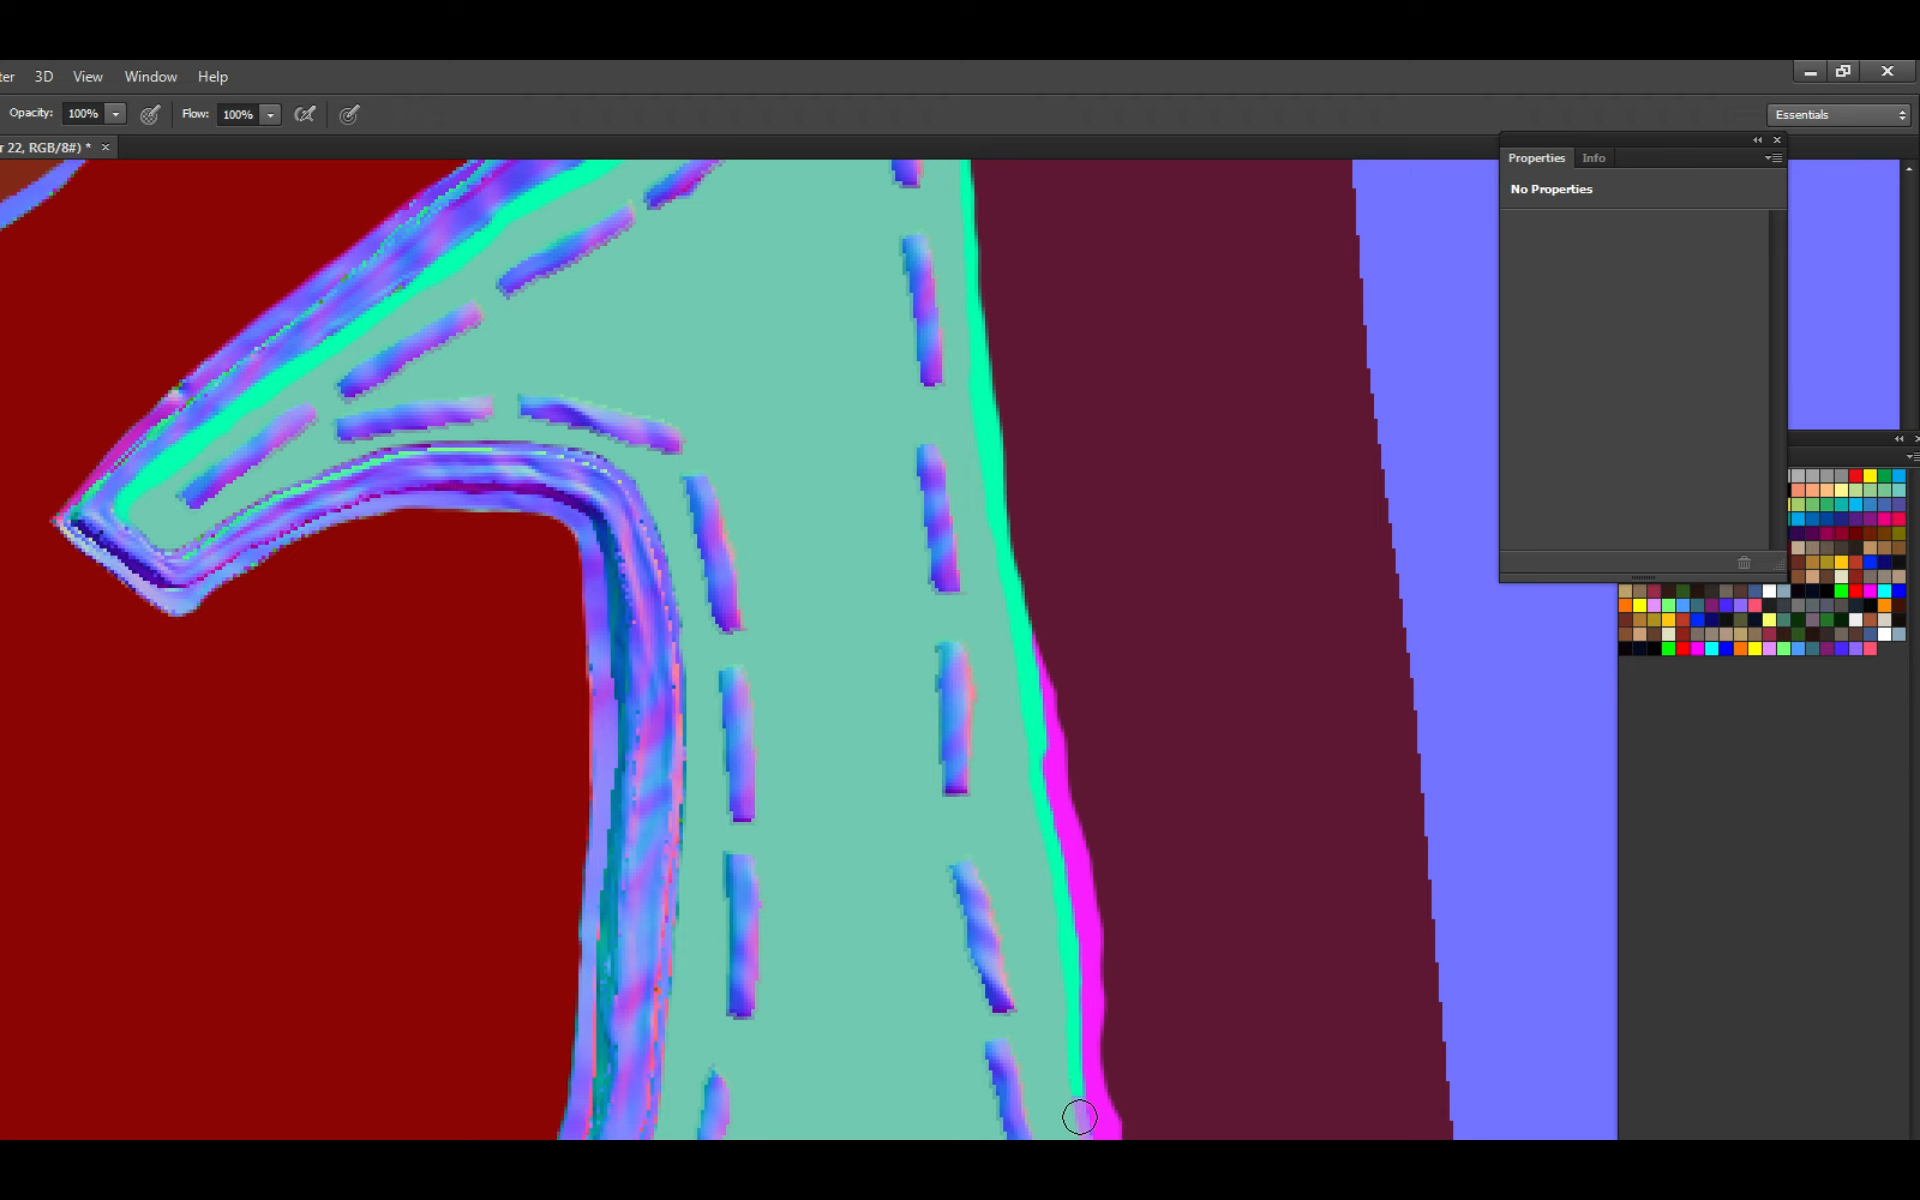 ter 3D View Window Help
Opacity: 100% Flow: 100% Essentials
r 22, RGB/8#) *
Properties Info
No Properties